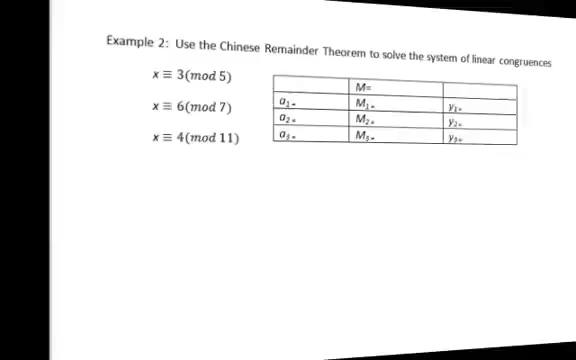 Example 2: Use the Chinese Remainder Theorem to solve the system of linear congruences
x ≡ 3(mod 5)
x ≡ 6(mod 7)
x ≡ 4(mod 11)
M=
a₁= M₁= y₁=
a₂= M₂= y₂=
a₃= M₃= y₃=